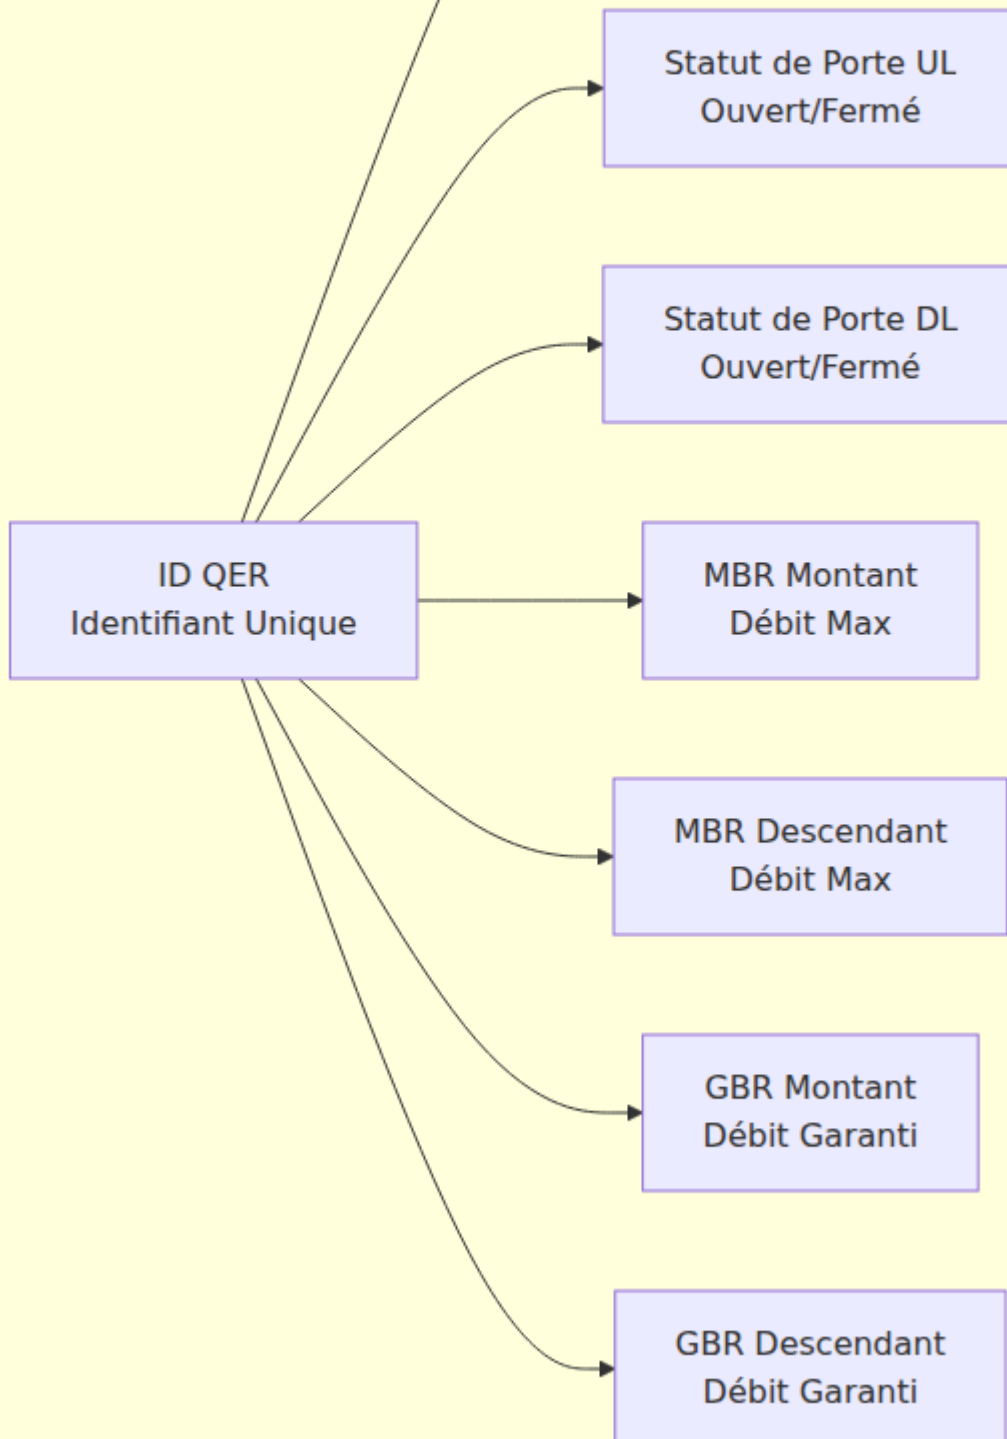 Statut de Porte UL
Ouvert/Fermé
Statut de Porte DL
Ouvert/Fermé
ID QER
Identifiant Unique
MBR Montant
Débit Max
MBR Descendant
Débit Max
GBR Montant
Débit Garanti
GBR Descendant
Débit Garanti